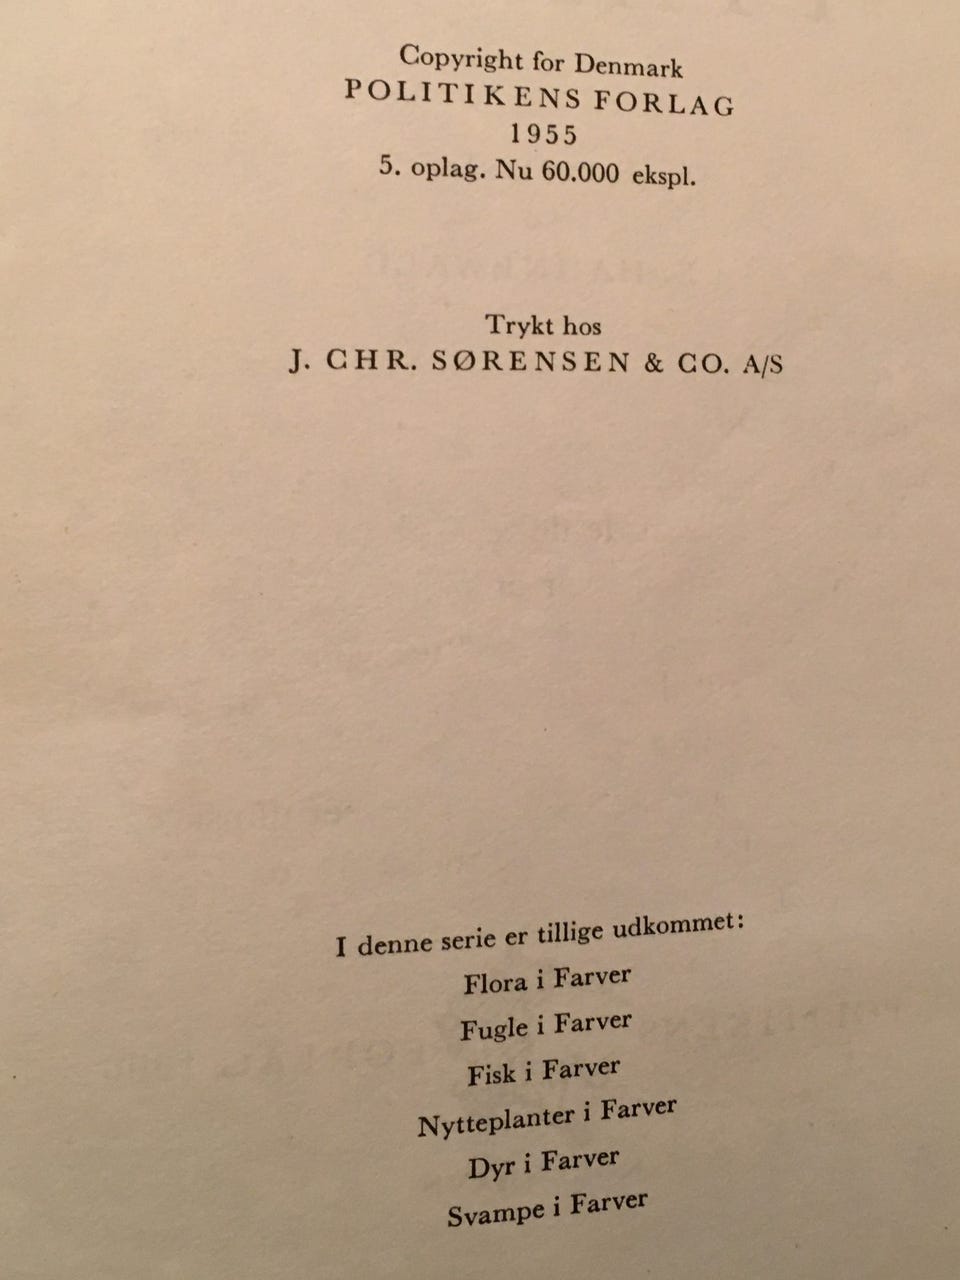 Copyright for Denmark
POLITIKENS FORLAG
1955
5. oplag. Nu 60.000 ekspl.
Trykt hos
J. CHR. SØRENSEN & CO. A/S
I denne serie er tillige udkommet:
Flora i Farver
Fugle i Farver
Fisk i Farver
Nytteplanter i Farver
Dyr i Farver
Svampe i Farver